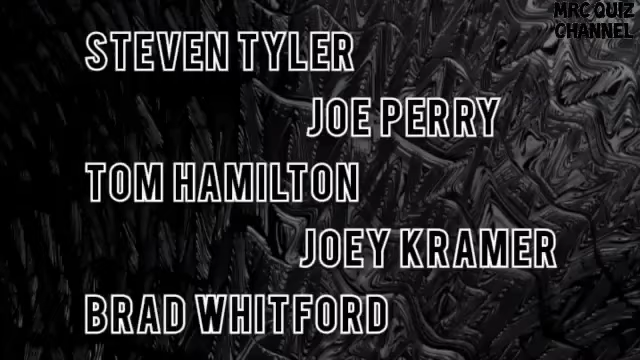 MRC QUIZ
CHANNEL
STEVEN TYLER
JOE PERRY
TOM HAMILTON
JOEY KRAMER
BRAD WHITFORD